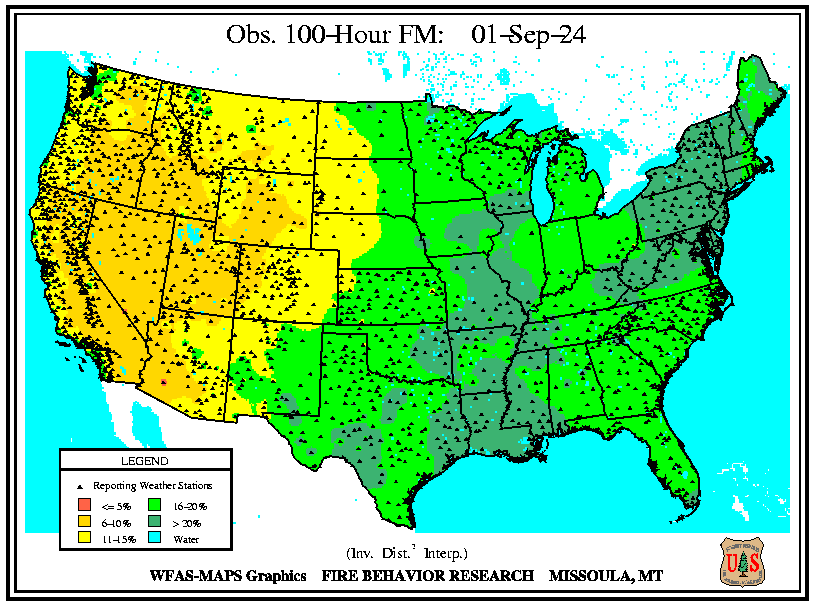 Obs. 100-Hour FM: 01-Sep-24
LEGEND
Reporting Weather Stations
<= 5% 16-20%
6-10% > 20%
11-15% Water
(Inv. Dist.² Interp.)
WFAS-MAPS Graphics FIRE BEHAVIOR RESEARCH MISSOULA, MT
U S